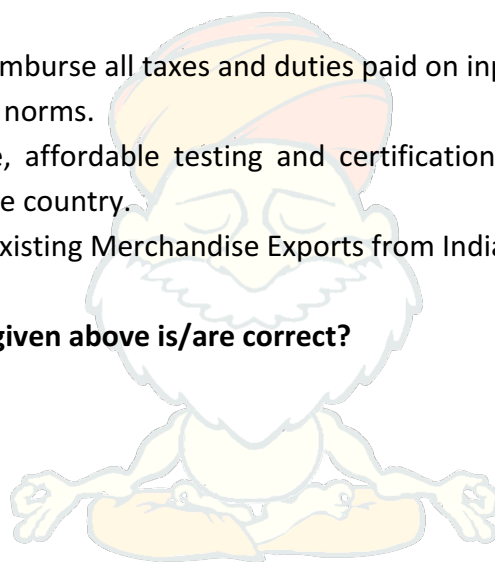 mburse all taxes and duties paid on inp
norms.
, affordable testing and certification
e country.
xisting Merchandise Exports from India
given above is/are correct?